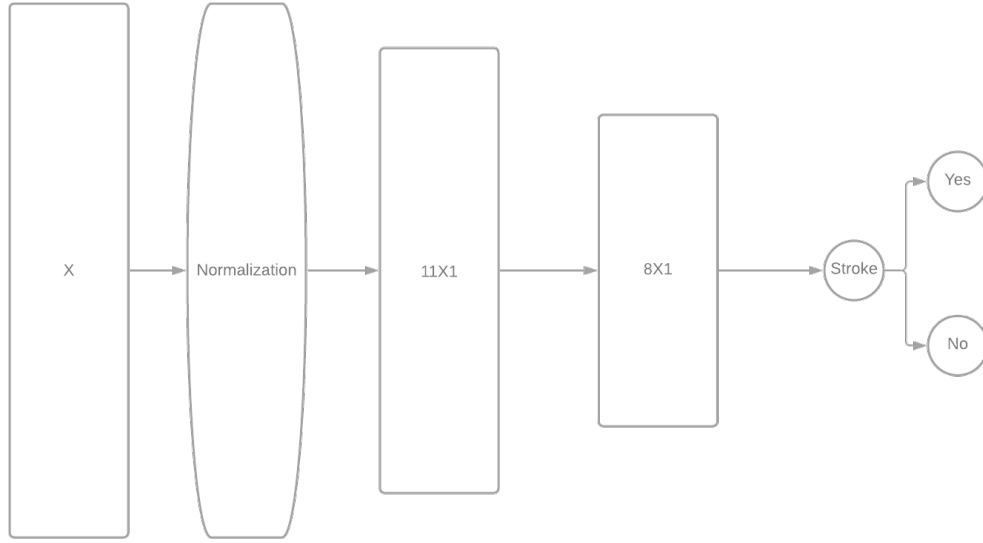 X
Normalization
11X1
8X1
Stroke
Yes
No